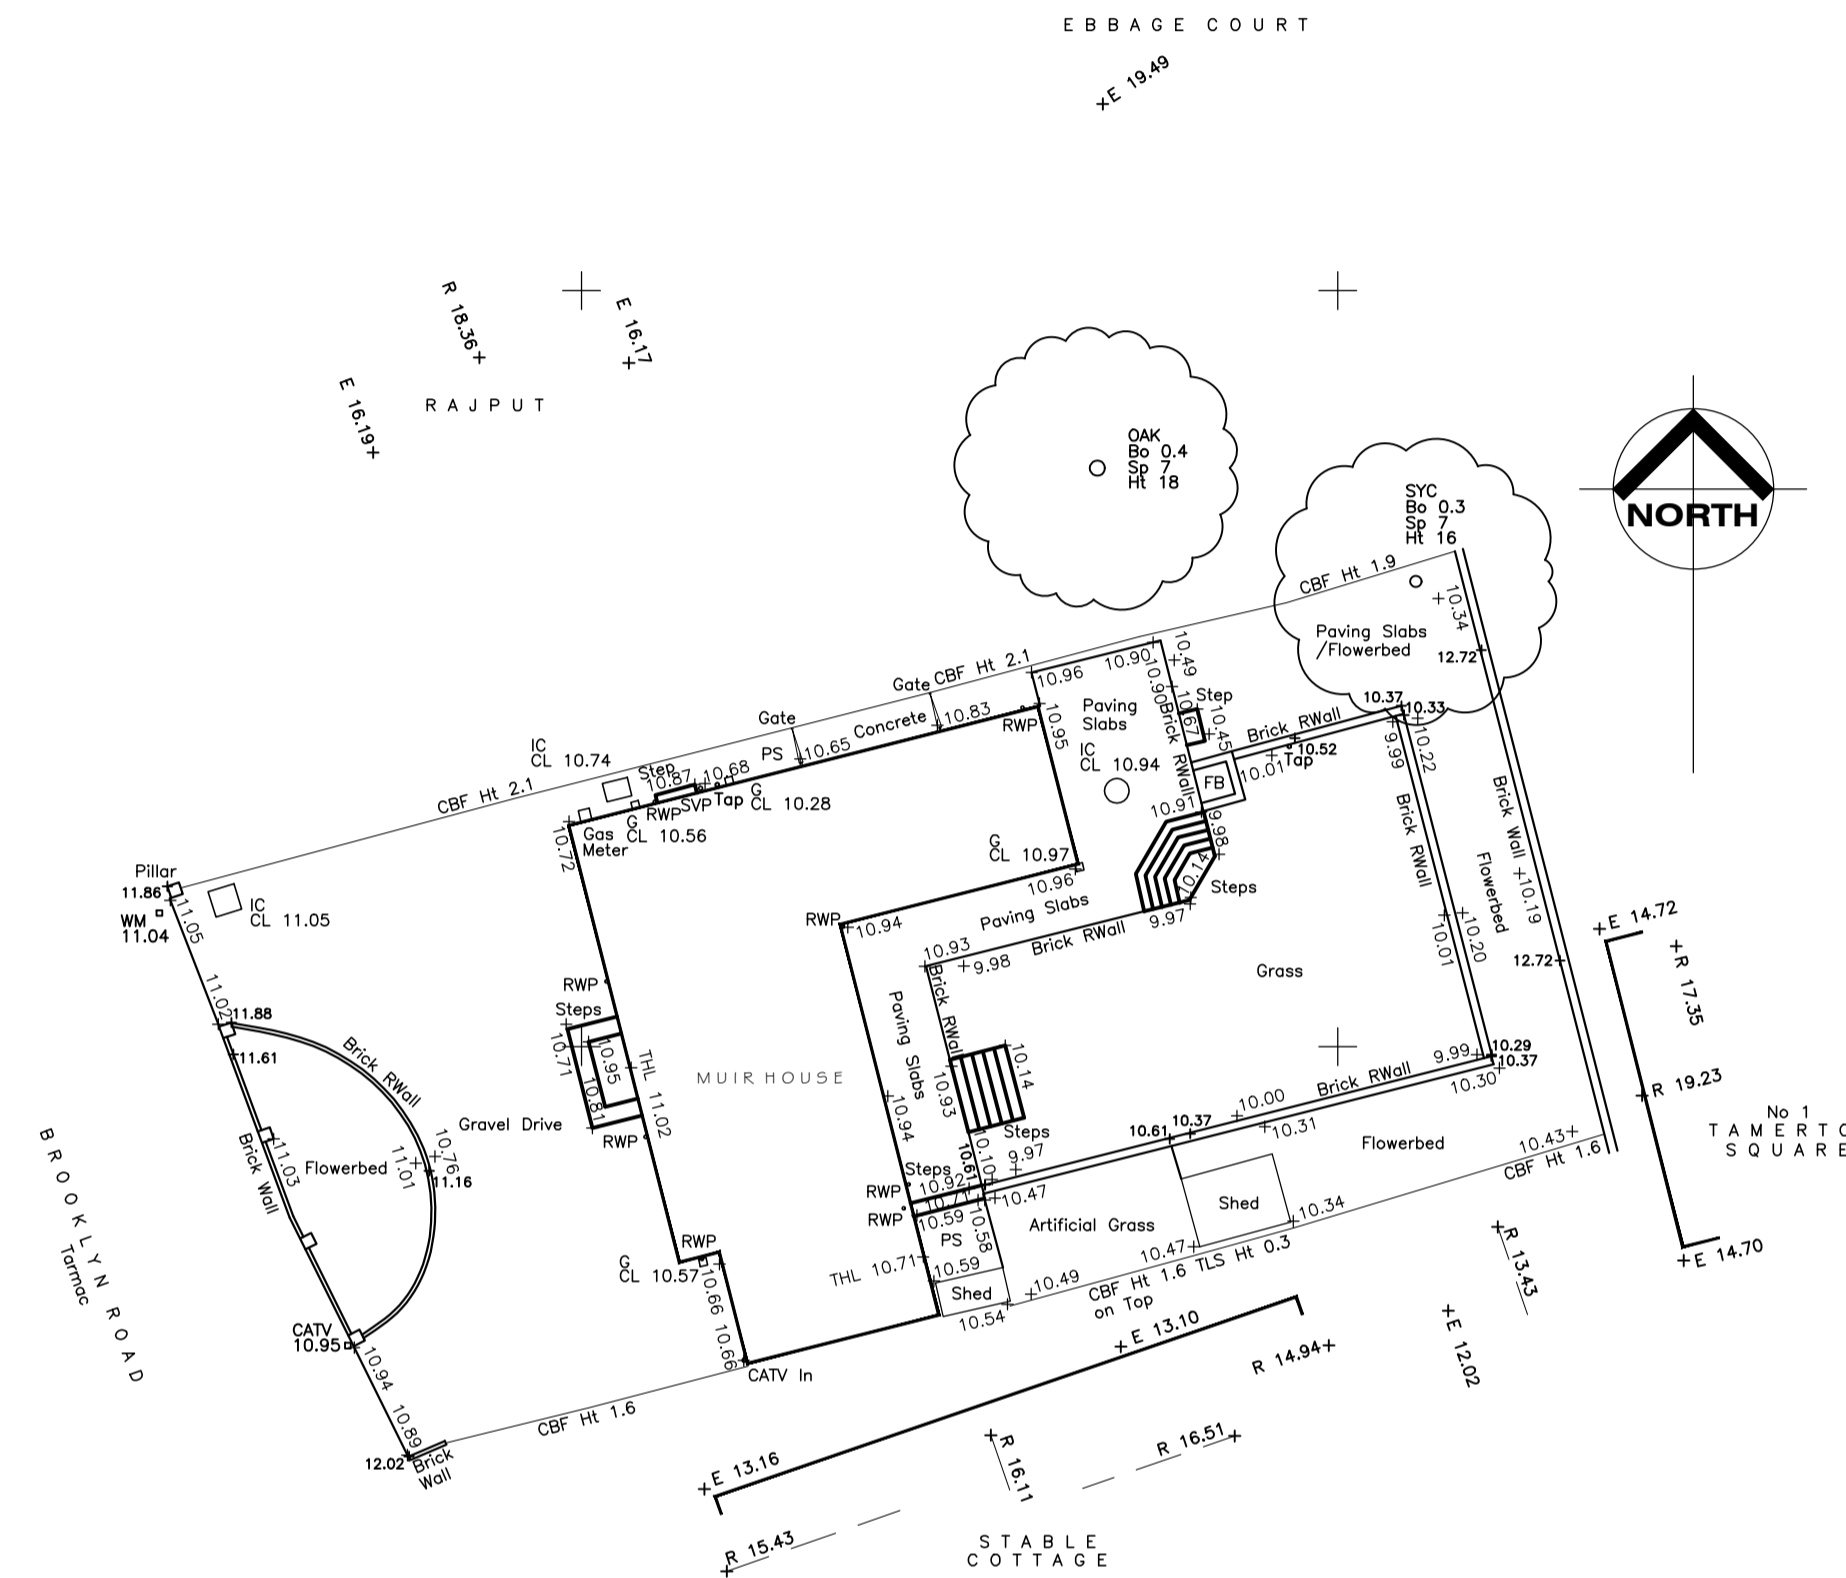 EBBAGE COURT
E 19.49
R 18.36
E 16.17
E 16.19
RAJPUT
OAK
Bo 0.4
Sp 7
Ht 18
SYC
Bo 0.3
Sp 7
Ht 16
NORTH
CBF Ht 1.9
10.34
Paving Slabs
/Flowerbed
12.72
10.49
10.90
10.90
Gate
CBF Ht 2.1
10.96
10.67
Step
10.37
10.33
Paving
Slabs
Gate
Concrete
10.83
RWP
10.95
Brick RWall
10.45
Brick RWall
10.22
9.99
IC
CL 10.74
PS
10.65
IC
CL 10.94
10.52
Tap
10.01
FB
Step
10.87
10.68
CBF Ht 2.1
RWP
SVP
Tap
G
CL 10.28
10.91
9.98
Brick RWall
Brick Wall
Gas
Meter
G
CL 10.56
10.72
G
CL 10.97
10.96
10.14
Steps
Flowerbed
10.19
Pillar
11.86
11.05
IC
CL 11.05
WM
11.04
RWP
10.94
Paving Slabs
9.97
E 14.72
10.93
9.98
Brick RWall
10.01
10.20
12.72
R 17.35
Grass
11.02
RWP
Steps
Brick RWall
Paving Slabs
11.88
11.61
Brick RWall
10.71
10.95
10.81
THL 11.02
MUIR HOUSE
10.14
10.93
9.99
10.29
10.37
10.30
Brick RWall
R 19.23
Gravel Drive
RWP
10.94
Steps
10.00
10.37
10.61
10.31
Flowerbed
10.43
CBF Ht 1.6
No 1
TAMERTO
SQUARE
BROOKLYN ROAD
Tarmac
Brick Wall
11.03
Flowerbed
11.01
10.76
11.16
9.97
10.10
10.61
Steps
10.92
RWP
10.71
10.47
RWP
10.59
10.58
PS
Artificial Grass
Shed
10.34
RWP
THL 10.71
10.59
10.47
G
CL 10.57
10.66
10.66
Shed
10.49
10.54
CBF Ht 1.6 TLS Ht 0.3
on Top
R 13.43
E 14.70
CATV
10.95
10.94
10.89
CATV In
E 13.10
R 14.94
E 12.02
CBF Ht 1.6
12.02
Brick
Wall
E 13.16
R 16.11
R 16.51
R 15.43
STABLE
COTTAGE